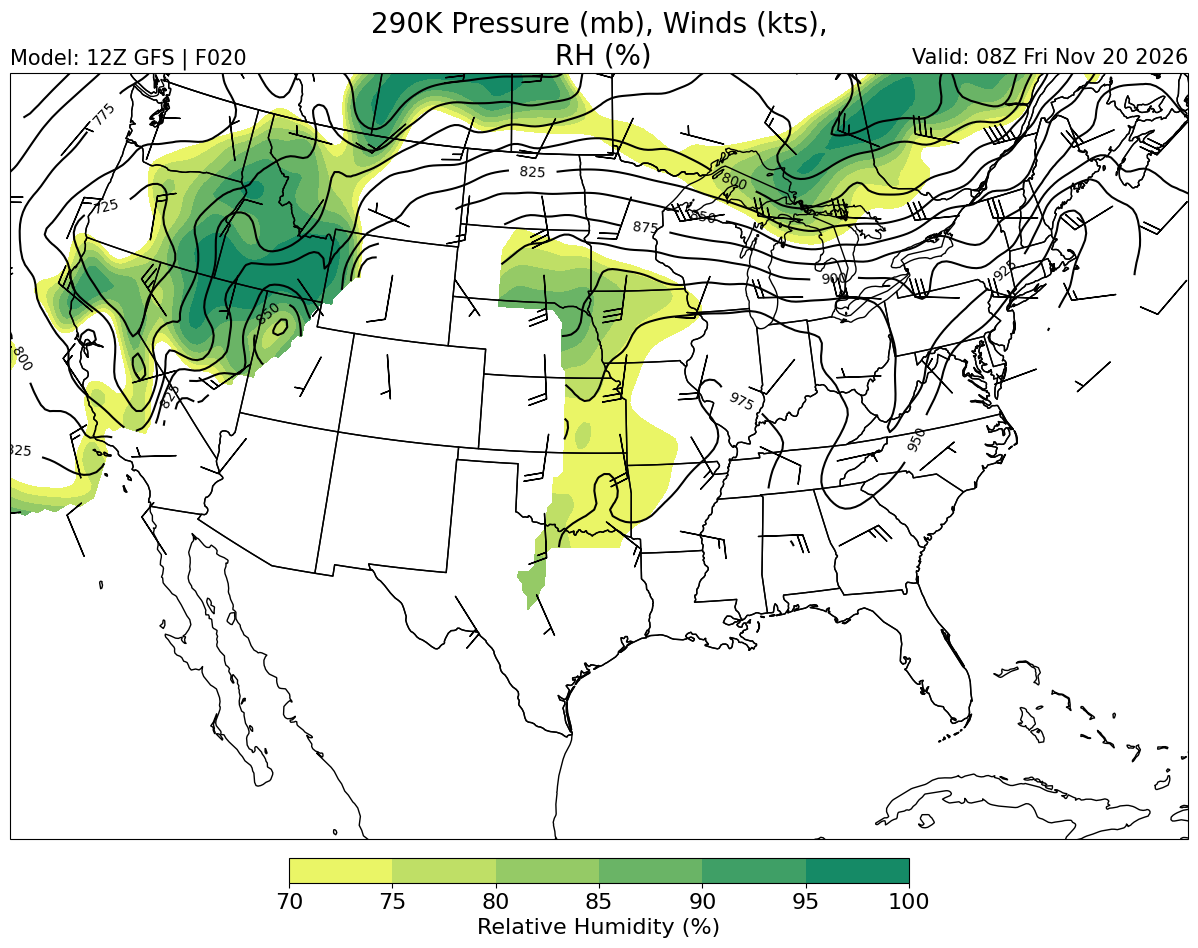 290K Pressure (mb), Winds (kts),
RH (%)
Model: 12Z GFS | F020
Valid: 08Z Fri Nov 20 2026
775
725
800
825
850
825
825
800
850
875
900
925
975
950
70 75 80 85 90 95 100
Relative Humidity (%)